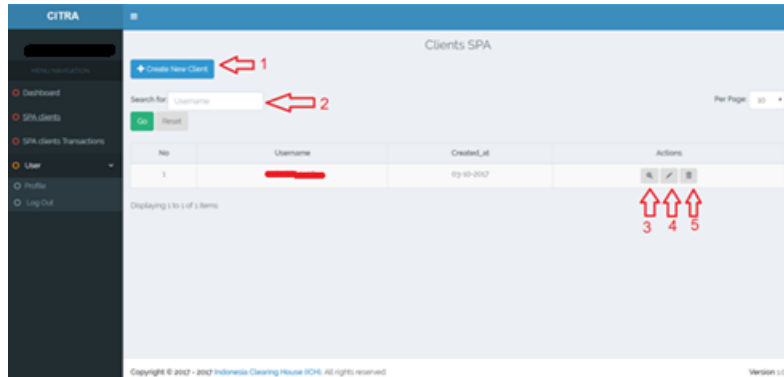 CITRA
Clients SPA
MENU NAVIGATION
Create New Client
1
Dashboard
Search for:
Username
2
Per Page:
10
SPA clients
Go
Reset
SPA clients Transactions
No
Username
Created_at
Actions
User
1
03-10-2017
Profile
Log Out
Displaying 1 to 1 of 1 items
3
4
5
Copyright © 2017 - 2017 Indonesia Clearing House (ICH). All rights reserved.
Version